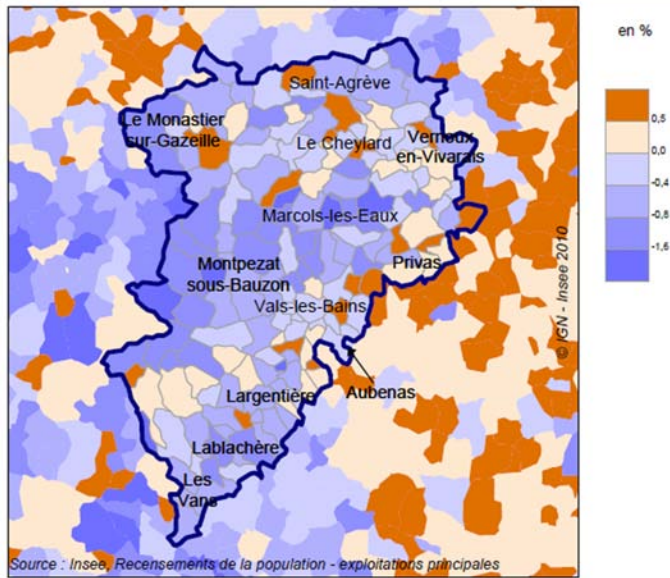 en %
Saint-Agrève
Le Monastier
sur-Gazeille
Le Cheylard
Vernoux
en-Vivarais
Marcols-les-Eaux
Montpezat
sous-Bauzon
Privas
Vals-les-Bains
Largentière
Aubenas
Lablachère
Les
Vans
0,5
0,0
-0,4
-0,8
-1,6
© IGN - Insee 2010
Source : Insee, Recensements de la population - exploitations principales